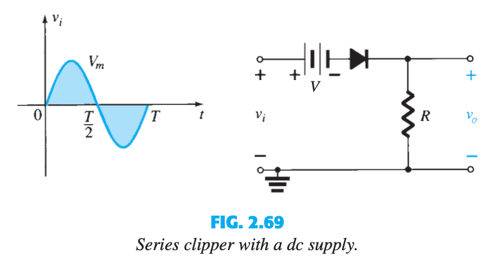 v_i
V_m
0
T/2
T
t
+
+
−
V
v_i
−
R
+
v_o
−
FIG. 2.69
Series clipper with a dc supply.